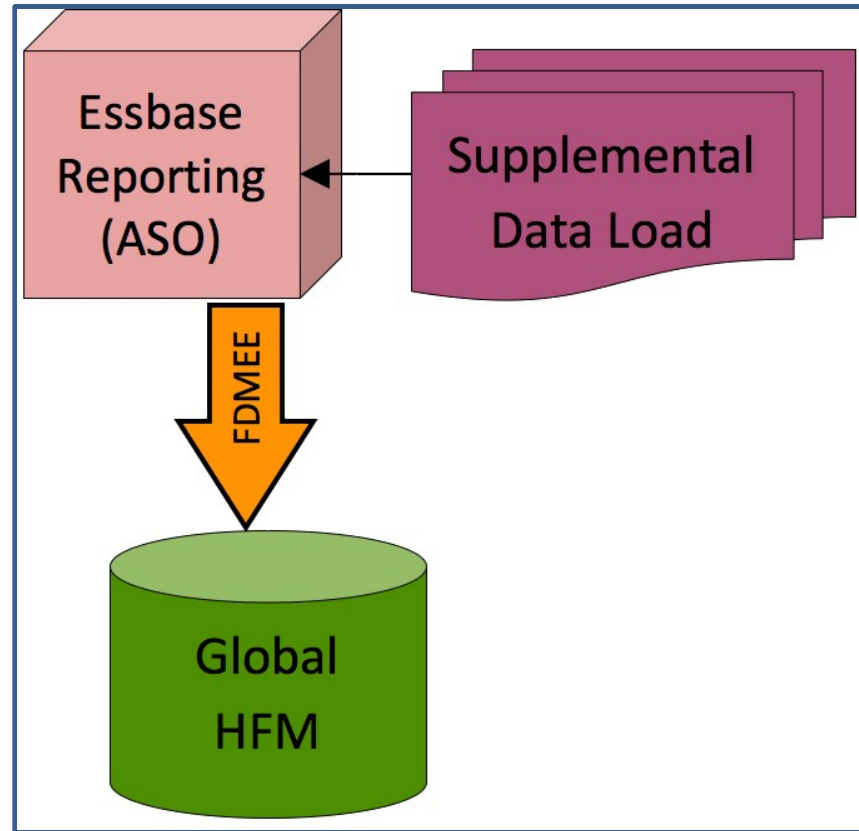 Essbase
Reporting
(ASO)
Supplemental
Data Load
FDMEE
Global
HFM